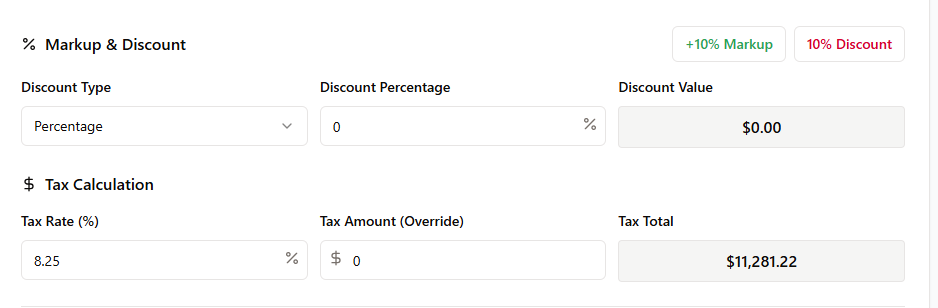 % Markup & Discount
+10% Markup
10% Discount
Discount Type
Discount Percentage
Discount Value
Percentage
0 %
$0.00
$ Tax Calculation
Tax Rate (%)
Tax Amount (Override)
Tax Total
8.25 %
$ 0
$11,281.22